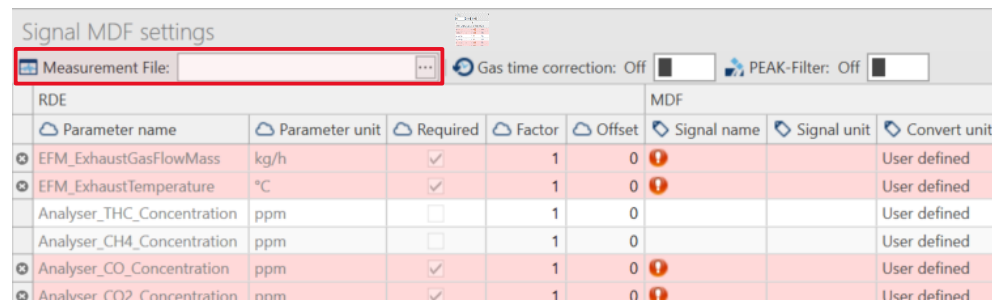 Signal MDF settings
Measurement File: ... Gas time correction: Off PEAK-Filter: Off
RDE MDF
Parameter name Parameter unit Required Factor Offset Signal name Signal unit Convert unit
EFM_ExhaustGasFlowMass kg/h 1 0 User defined
EFM_ExhaustTemperature °C 1 0 User defined
Analyser_THC_Concentration ppm 1 0 User defined
Analyser_CH4_Concentration ppm 1 0 User defined
Analyser_CO_Concentration ppm 1 0 User defined
Analyser_CO2_Concentration ppm 1 0 User defined